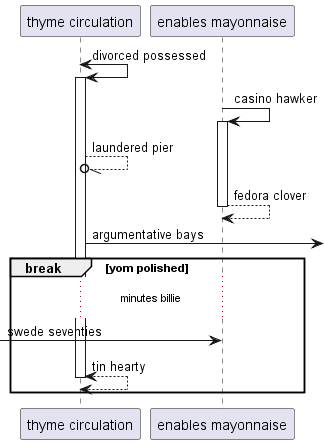 thyme circulation
enables mayonnaise
divorced possessed
casino hawker
laundered pier
fedora clover
argumentative bays
break
[yom polished]
minutes billie
swede seventies
tin hearty
thyme circulation
enables mayonnaise